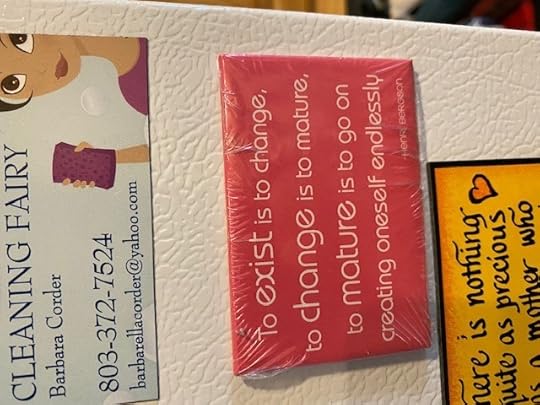 CLEANING FAIRY
Barbara Corder
803-372-7524
barbarellacorder@yahoo.com
To exist is to change,
to change is to mature,
to mature is to go on
creating oneself endlessly.
HENRI BERGSON
here is nothing
quite as precious
as a mother who